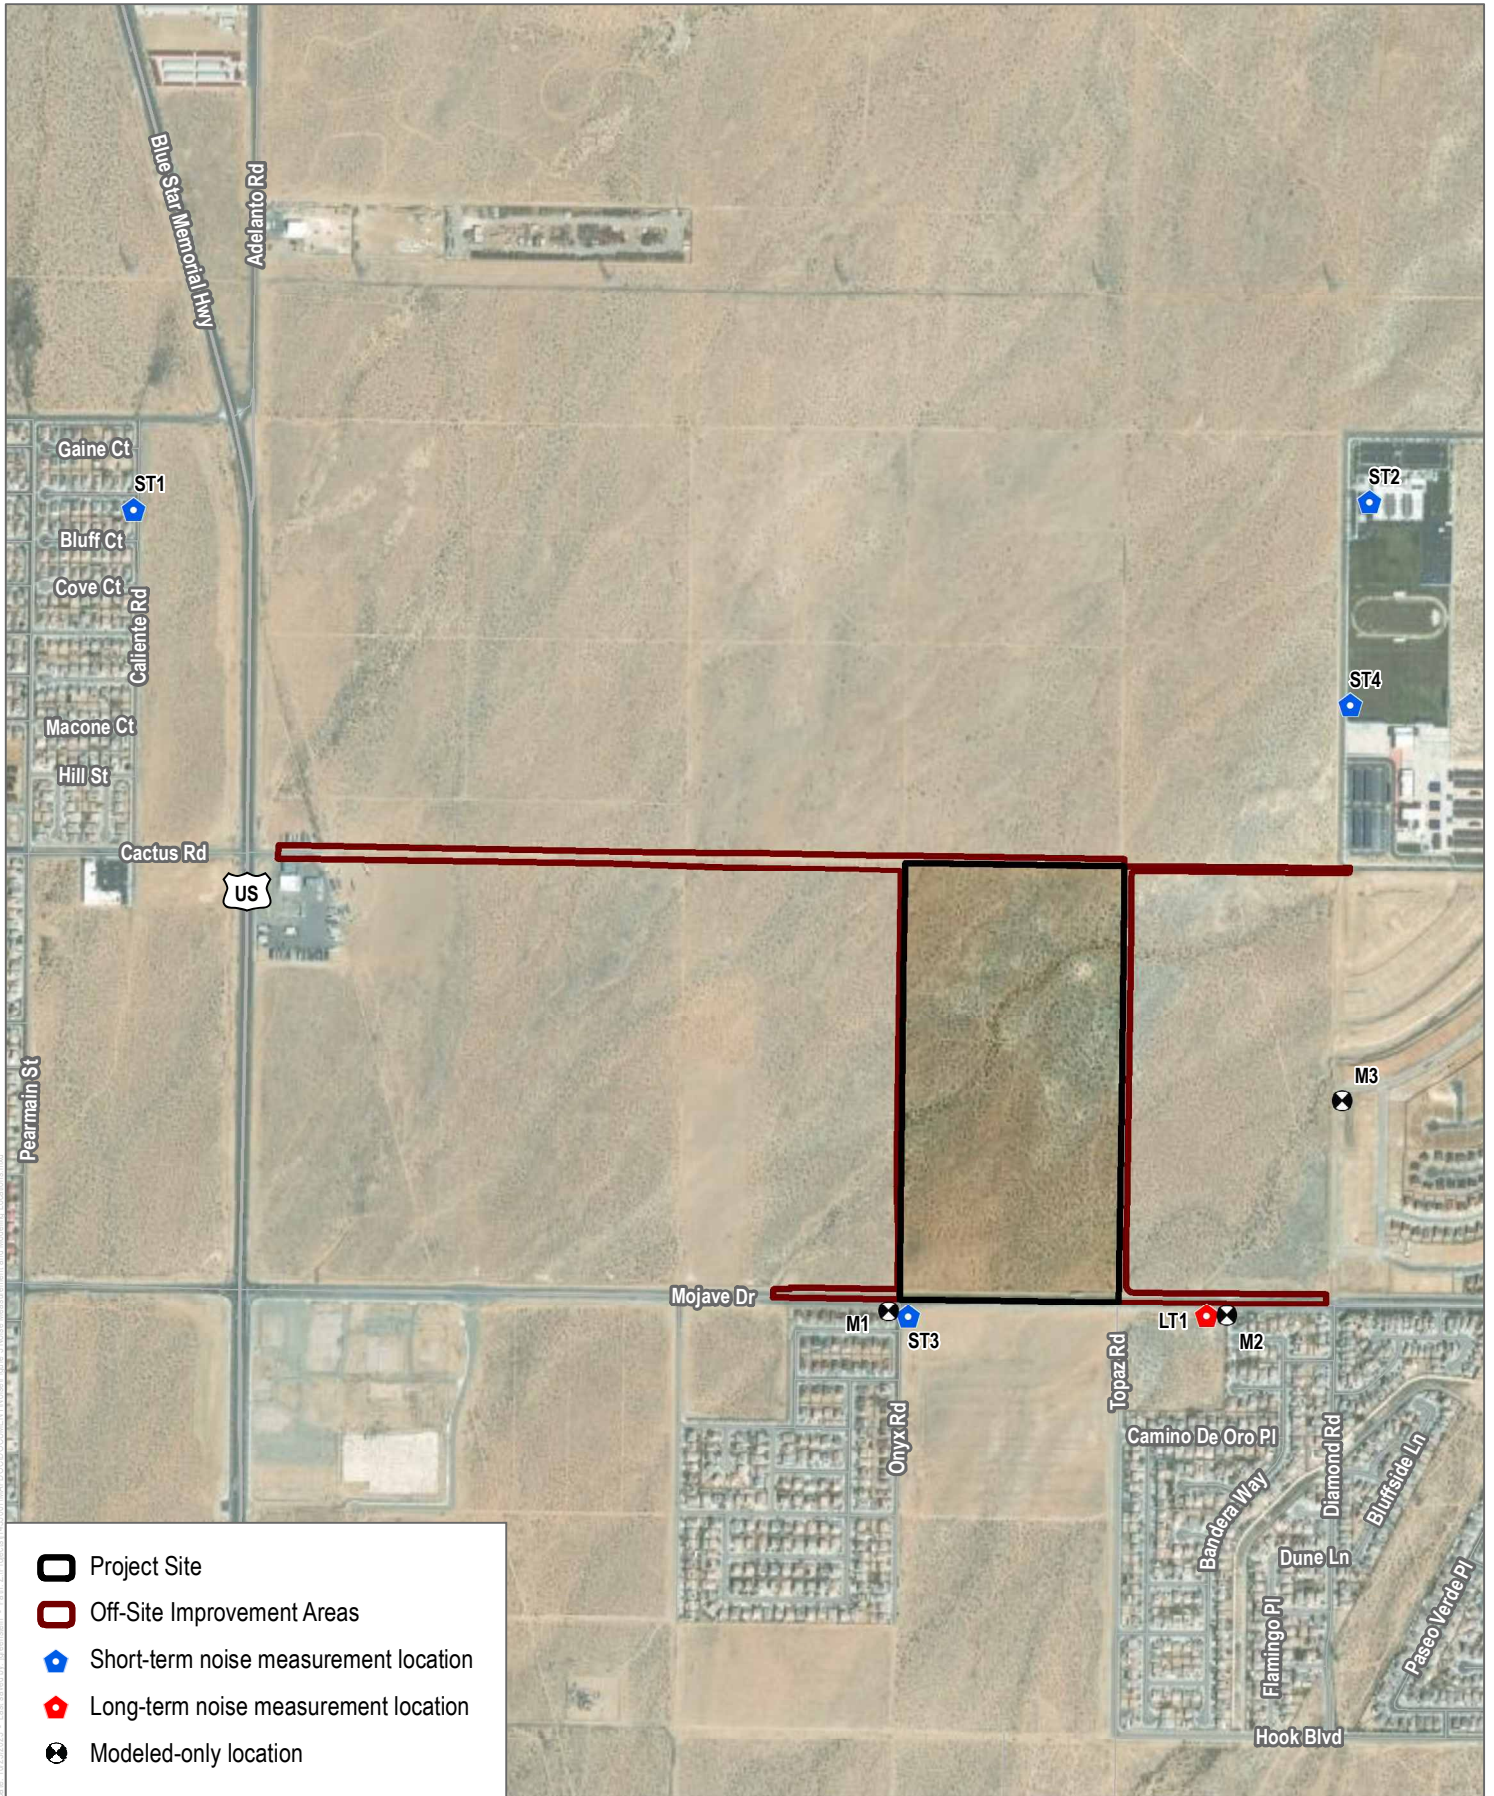 Blue Star Memorial Hwy
Adelanto Rd
Gaine Ct
ST1
ST2
Bluff Ct
Cove Ct
Caliente Rd
ST4
Macone Ct
Hill St
Cactus Rd
US
Pearmain St
M3
Mojave Dr
M1
ST3
LT1
M2
Topaz Rd
Onyx Rd
Camino De Oro Pl
Bandera Way
Diamond Rd
Bluffside Ln
Dune Ln
Flamingo Pl
Paseo Verde Pl
Hook Blvd
Project Site
Off-Site Improvement Areas
Short-term noise measurement location
Long-term noise measurement location
Modeled-only location